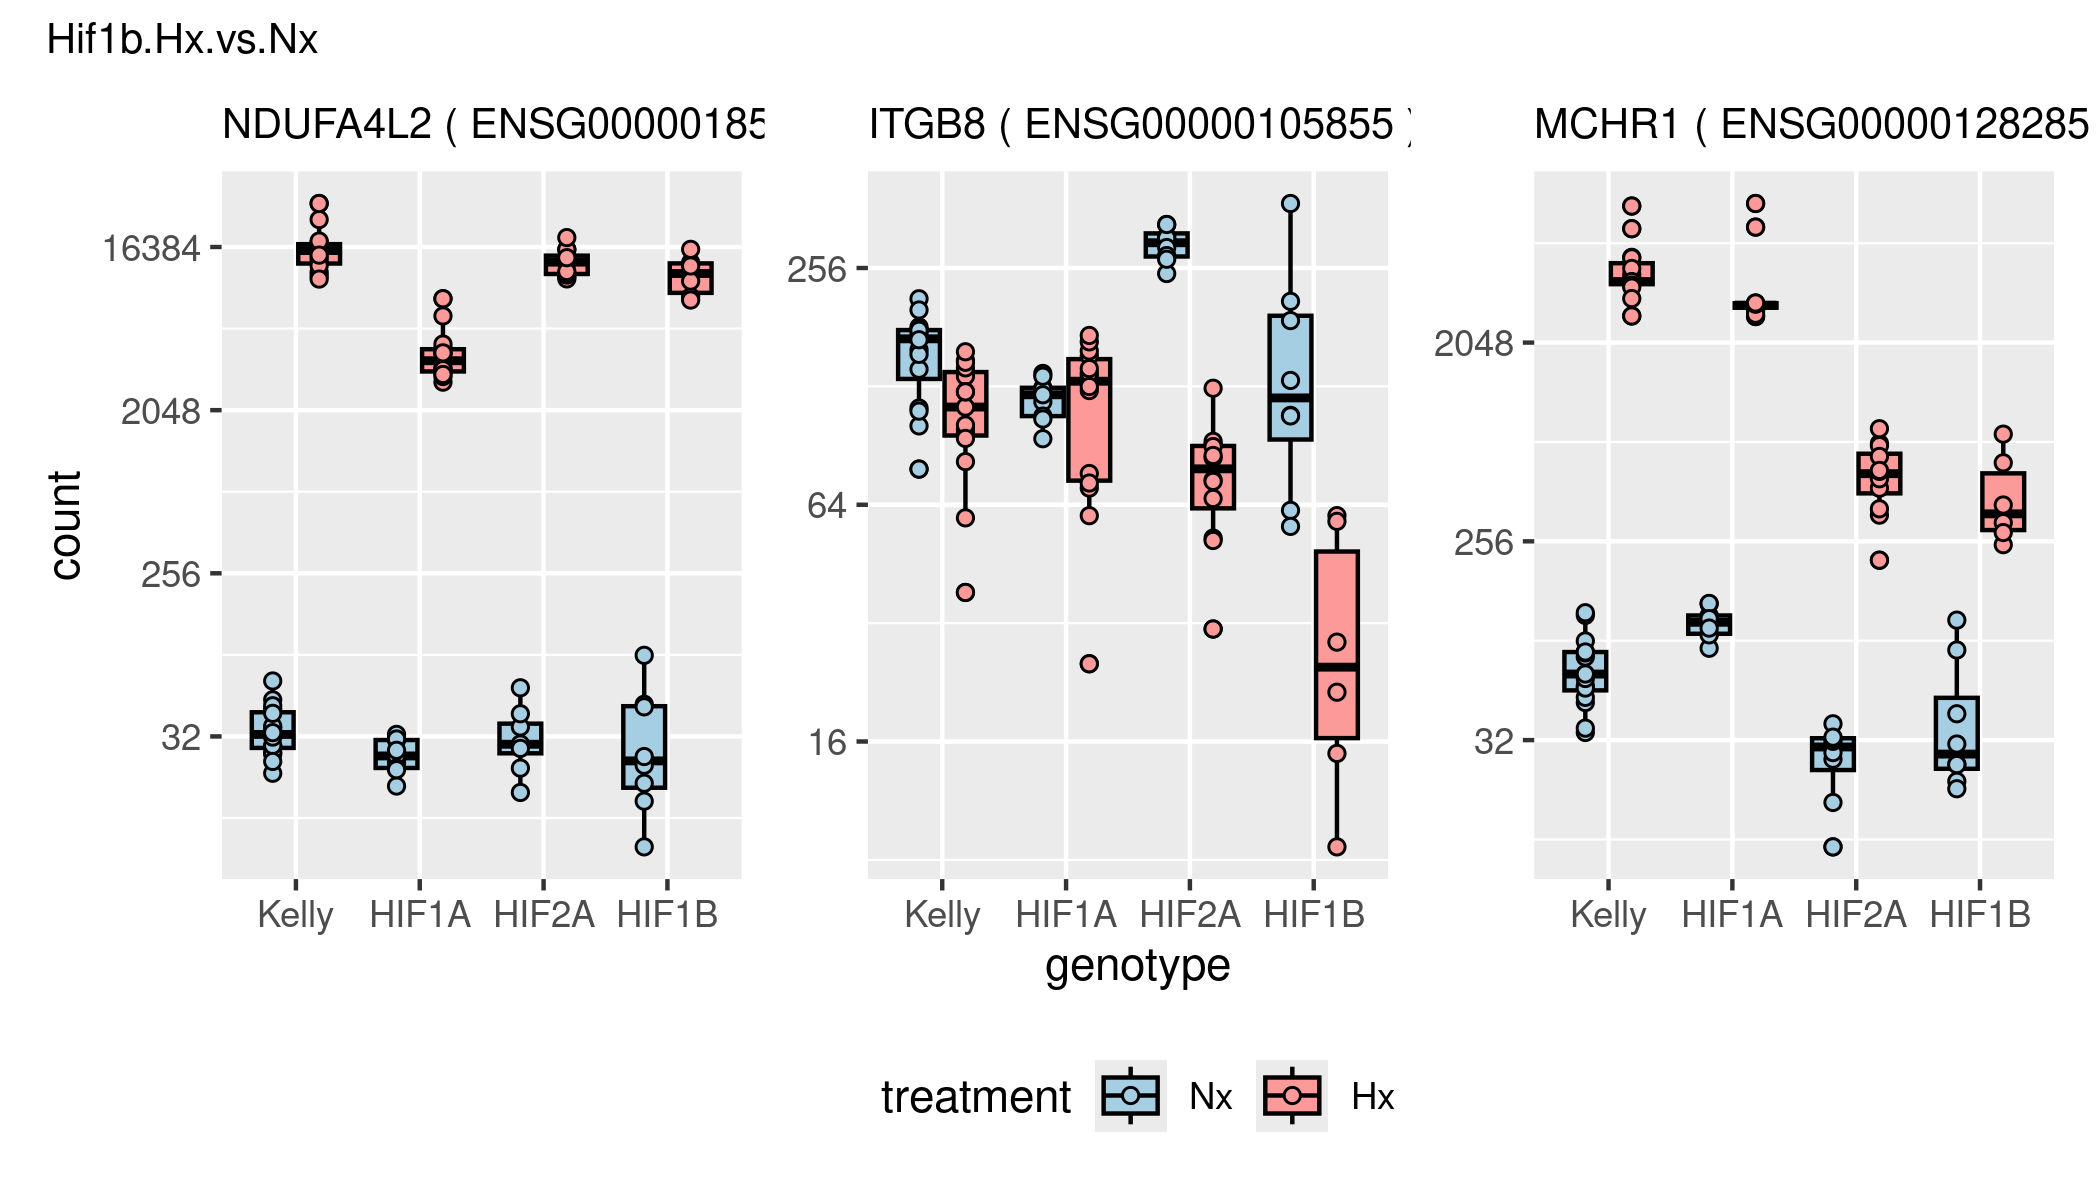 Hif1b.Hx.vs.Nx
NDUFA4L2 ( ENSG00000185
ITGB8 ( ENSG00000105855 )
MCHR1 ( ENSG00000128285
count
16384
2048
256
32
256
64
16
2048
256
32
Kelly HIF1A HIF2A HIF1B
Kelly HIF1A HIF2A HIF1B
Kelly HIF1A HIF2A HIF1B
genotype
treatment Nx Hx